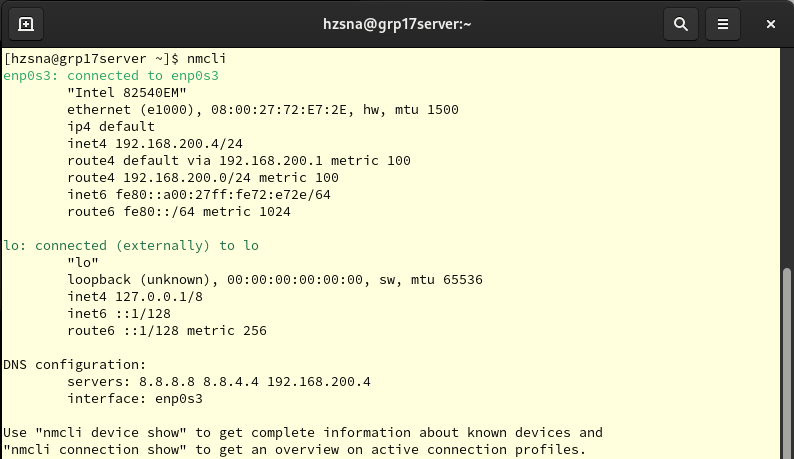 hzsna@grp17server:~
[hzsna@grp17server ~]$ nmcli
enp0s3: connected to enp0s3
"Intel 82540EM"
ethernet (e1000), 08:00:27:72:E7:2E, hw, mtu 1500
ip4 default
inet4 192.168.200.4/24
route4 default via 192.168.200.1 metric 100
route4 192.168.200.0/24 metric 100
inet6 fe80::a00:27ff:fe72:e72e/64
route6 fe80::/64 metric 1024
lo: connected (externally) to lo
"lo"
loopback (unknown), 00:00:00:00:00:00, sw, mtu 65536
inet4 127.0.0.1/8
inet6 ::1/128
route6 ::1/128 metric 256
DNS configuration:
servers: 8.8.8.8 8.8.4.4 192.168.200.4
interface: enp0s3
Use "nmcli device show" to get complete information about known devices and
"nmcli connection show" to get an overview on active connection profiles.